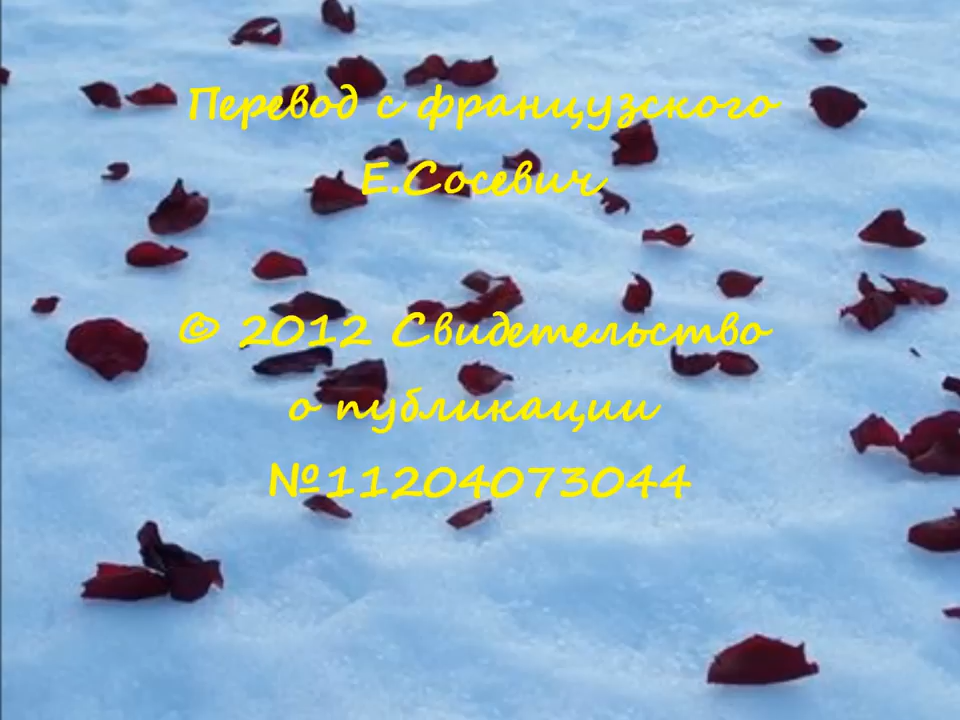 Перевод с французского
Е.Сосевич
© 2012 Свидетельство
о публикации
№11204073044